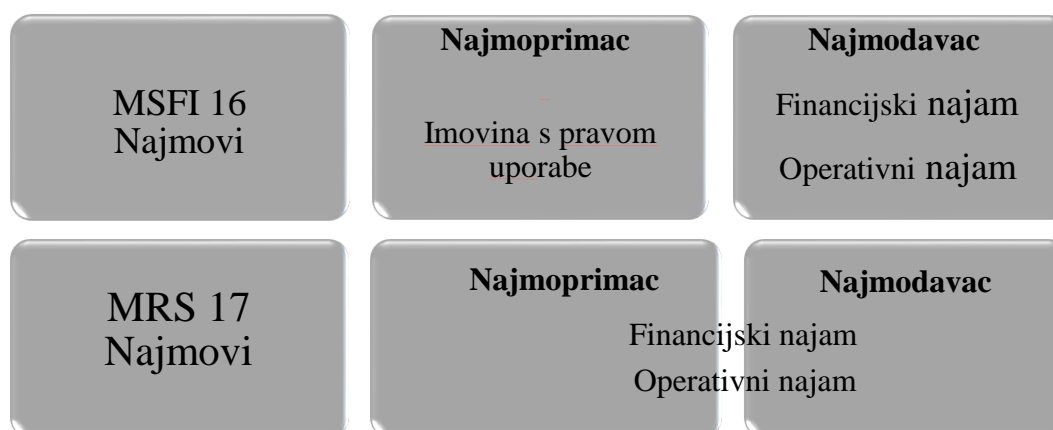 MSFI 16
Najmovi
Najmoprimac
Imovina s pravom
uporabe
Najmodavac
Financijski najam
Operativni najam
MRS 17
Najmovi
Najmoprimac
Najmodavac
Financijski najam
Operativni najam